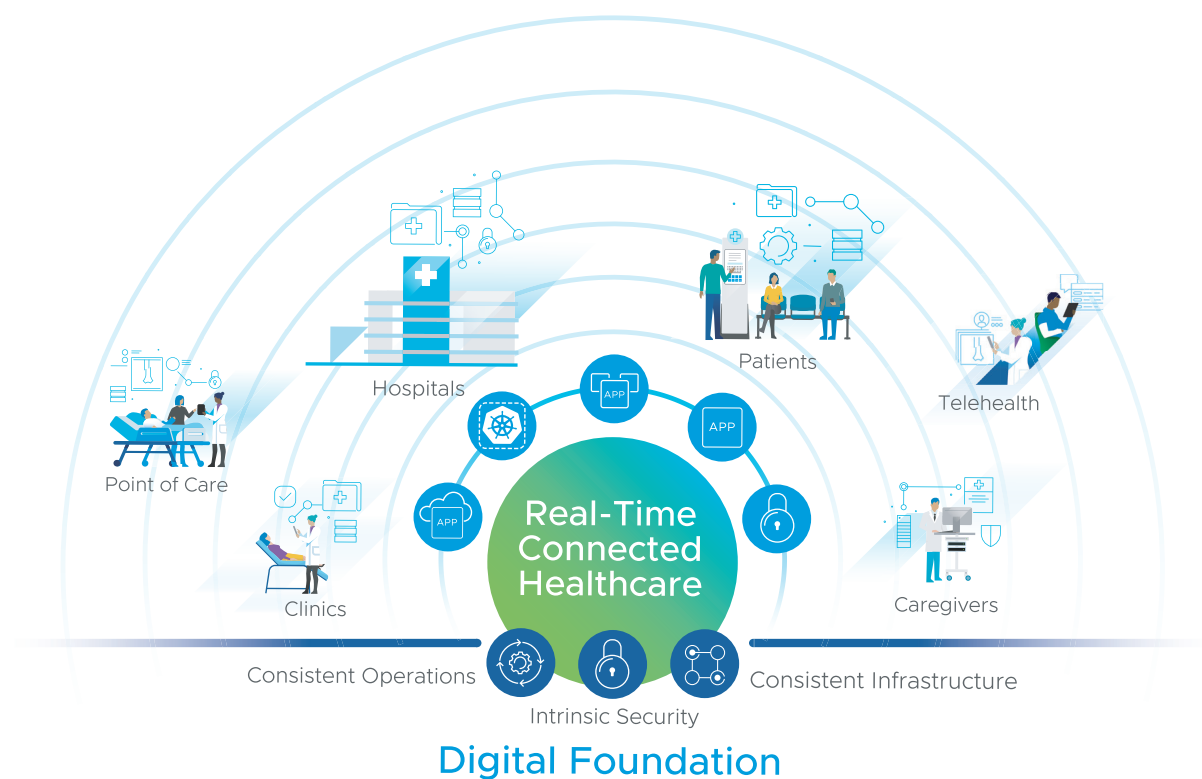 Hospitals
Patients
Telehealth
Point of Care
Clinics
Caregivers
APP
APP
APP
Real-Time
Connected
Healthcare
Consistent Operations
Consistent Infrastructure
Intrinsic Security
Digital Foundation